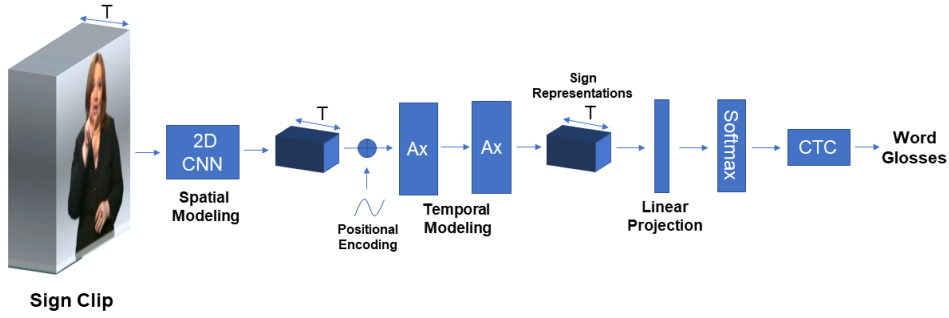 T
Sign Clip
2D
CNN
Spatial
Modeling
T
Positional
Encoding
Ax
Ax
Temporal
Modeling
Sign
Representations
T
Linear
Projection
Softmax
CTC
Word
Glosses